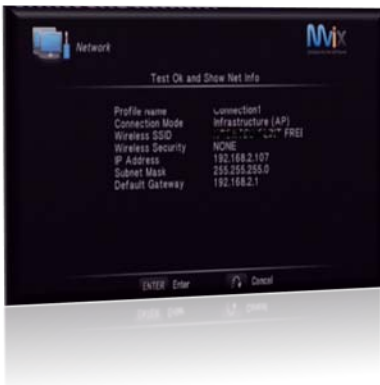 Network
Mvix
Test Ok and Show Net Info
Profile Name Connection1
Connection Mode Infrastructure (AP)
Wireless SSID FREI
Wireless Security NONE
IP Address 192.168.2.107
Subnet Mask 255.255.255.0
Default Gateway 192.168.2.1
ENTER Enter Cancel